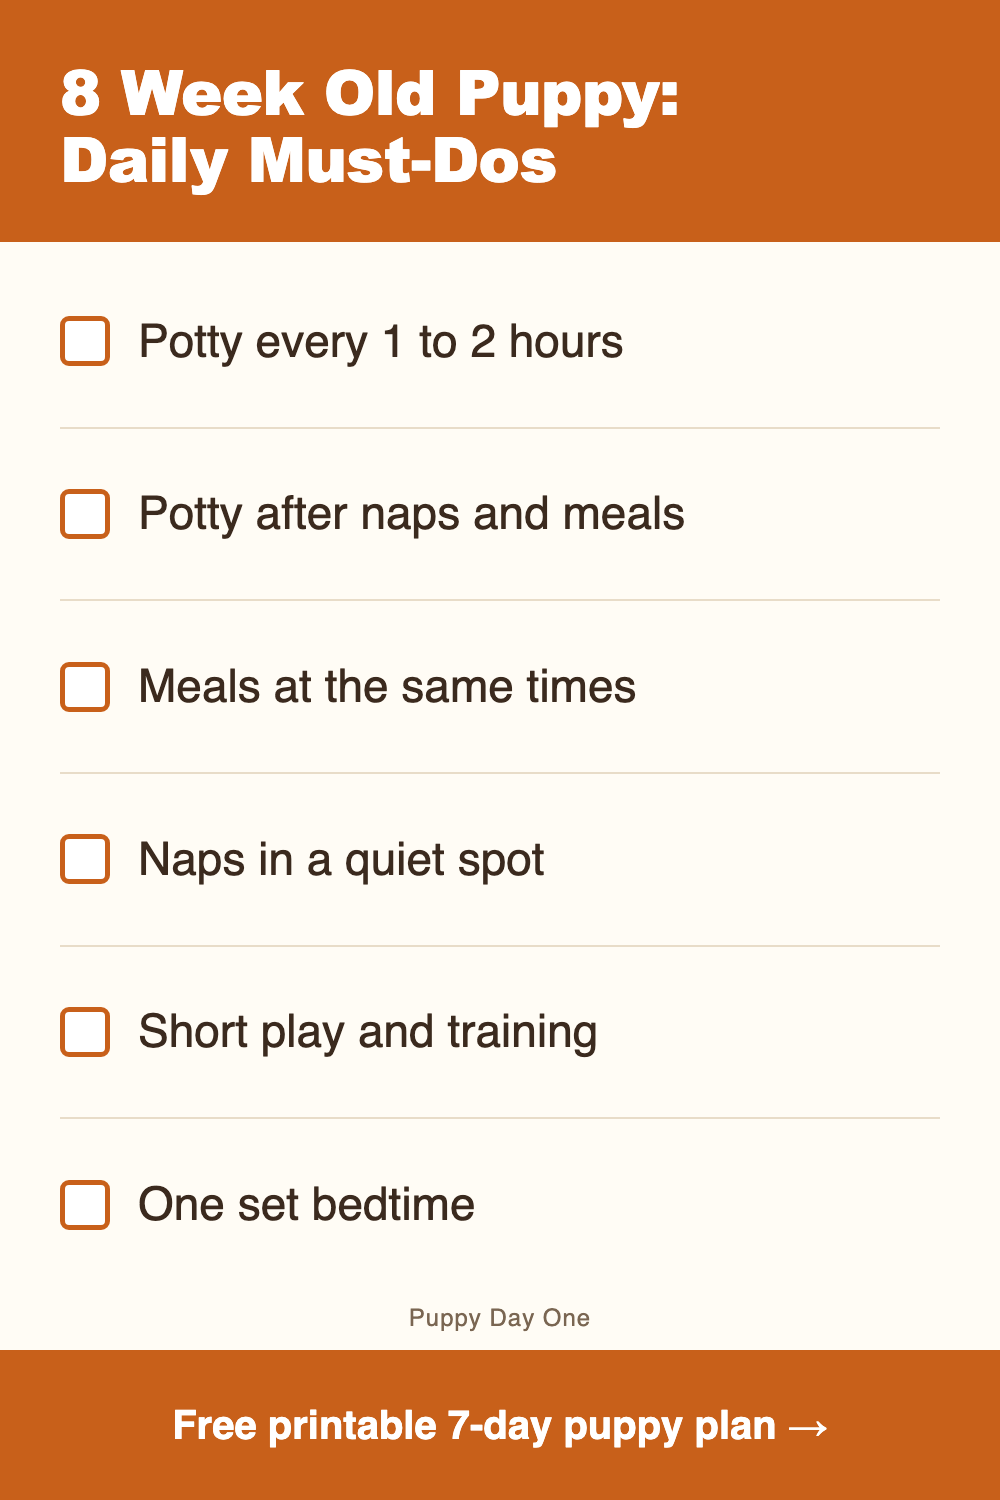 8 Week Old Puppy:
Daily Must-Dos
Potty every 1 to 2 hours
Potty after naps and meals
Meals at the same times
Naps in a quiet spot
Short play and training
One set bedtime
Puppy Day One
Free printable 7-day puppy plan →